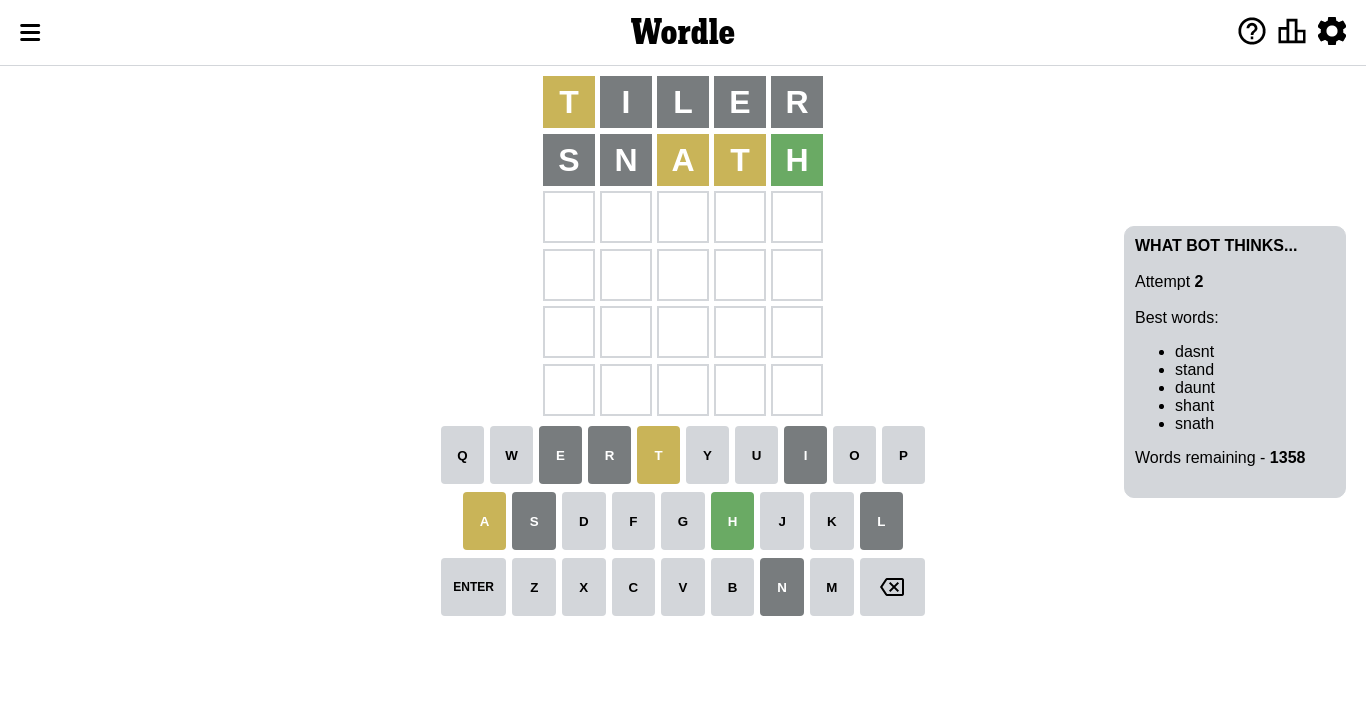 Wordle
T I L E R
S N A T H
WHAT BOT THINKS...
Attempt 2
Best words:
dasnt
stand
daunt
shant
snath
Words remaining - 1358
Q W E R T Y U I O P
A S D F G H J K L
ENTER Z X C V B N M